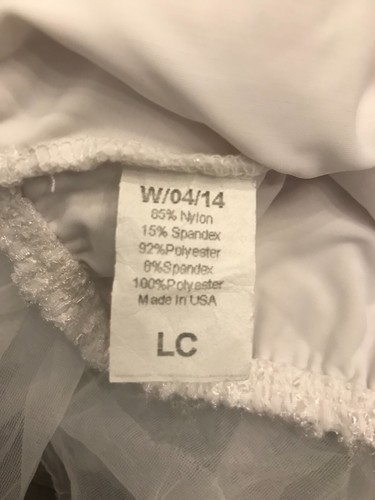 W/04/14
85% Nylon
15% Spandex
92%Polyester
8%Spandex
100%Polyester
Made In USA
LC